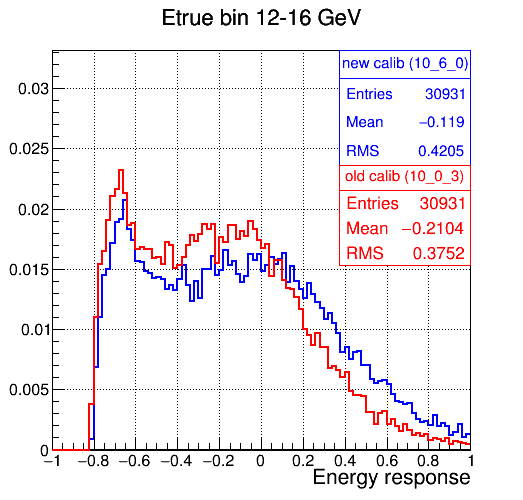 Etrue bin 12-16 GeV
new calib (10_6_0)
Entries 30931
Mean −0.119
RMS 0.4205
old calib (10_0_3)
Entries 30931
Mean −0.2104
RMS 0.3752
0.03
0.025
0.02
0.015
0.01
0.005
0
−1 −0.8 −0.6 −0.4 −0.2 0 0.2 0.4 0.6 0.8 1
Energy response